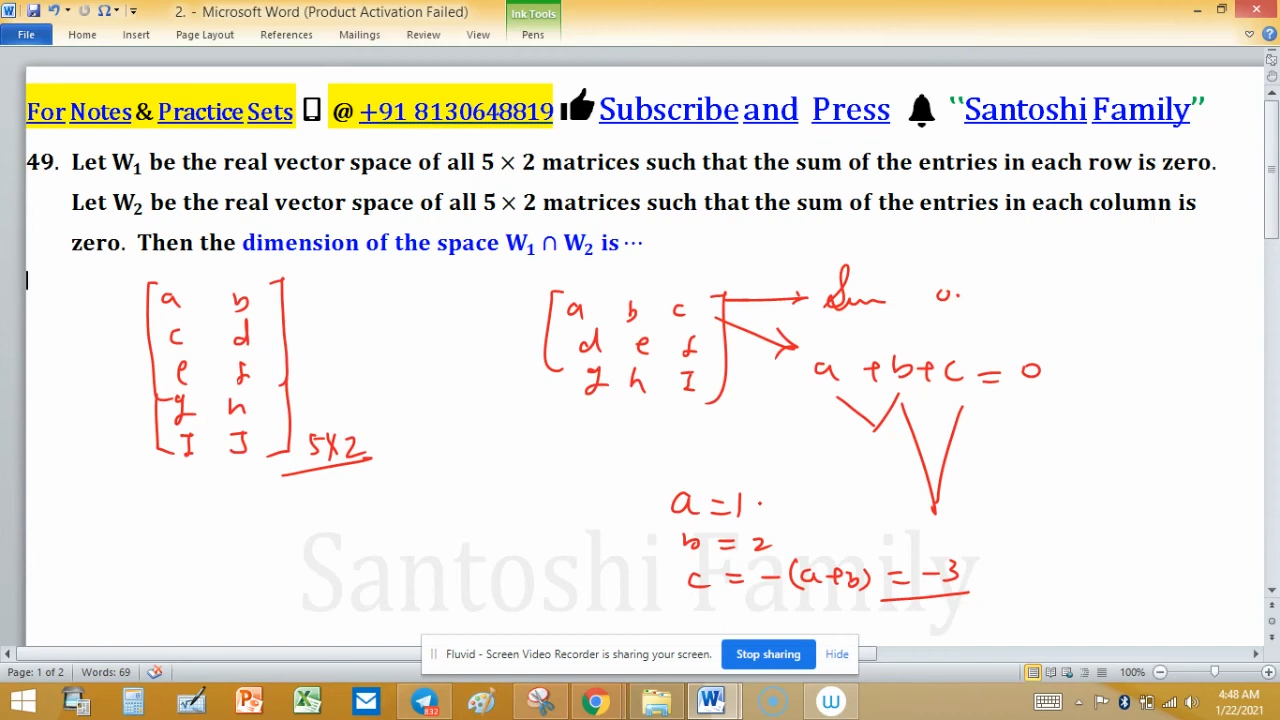 2. - Microsoft Word (Product Activation Failed)
Ink Tools
File Home Insert Page Layout References Mailings Review View Pens
For Notes & Practice Sets @ +91 8130648819 Subscribe and Press "Santoshi Family"
49. Let W₁ be the real vector space of all 5 × 2 matrices such that the sum of the entries in each row is zero.
Let W₂ be the real vector space of all 5 × 2 matrices such that the sum of the entries in each column is
zero. Then the dimension of the space W₁ ∩ W₂ is ⋯
a b
c d
e f
g h
I J 5×2
a b c
d e f
g h I
Sum 0.
a + b + c = 0
a = 1
b = 2
c = -(a+b) = -3
Santoshi Family
Fluvid - Screen Video Recorder is sharing your screen. Stop sharing Hide
Page: 1 of 2 Words: 69 100%
4:48 AM
1/22/2021